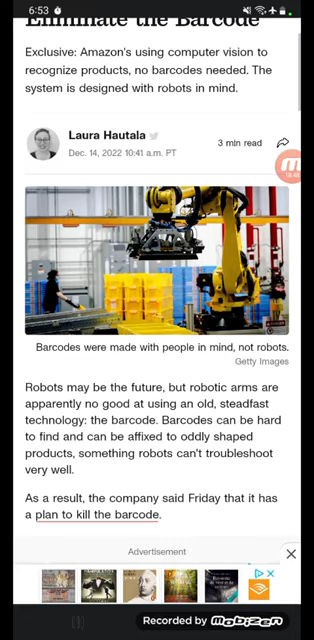 6:53
Eliminate the Barcode
Exclusive: Amazon's using computer vision to
recognize products, no barcodes needed. The
system is designed with robots in mind.
Laura Hautala
Dec. 14, 2022 10:41 a.m. PT
3 min read
Barcodes were made with people in mind, not robots.
Getty Images
Robots may be the future, but robotic arms are
apparently no good at using an old, steadfast
technology: the barcode. Barcodes can be hard
to find and can be affixed to oddly shaped
products, something robots can't troubleshoot
very well.
As a result, the company said Friday that it has
a plan to kill the barcode.
Advertisement
Recorded by Mobizen